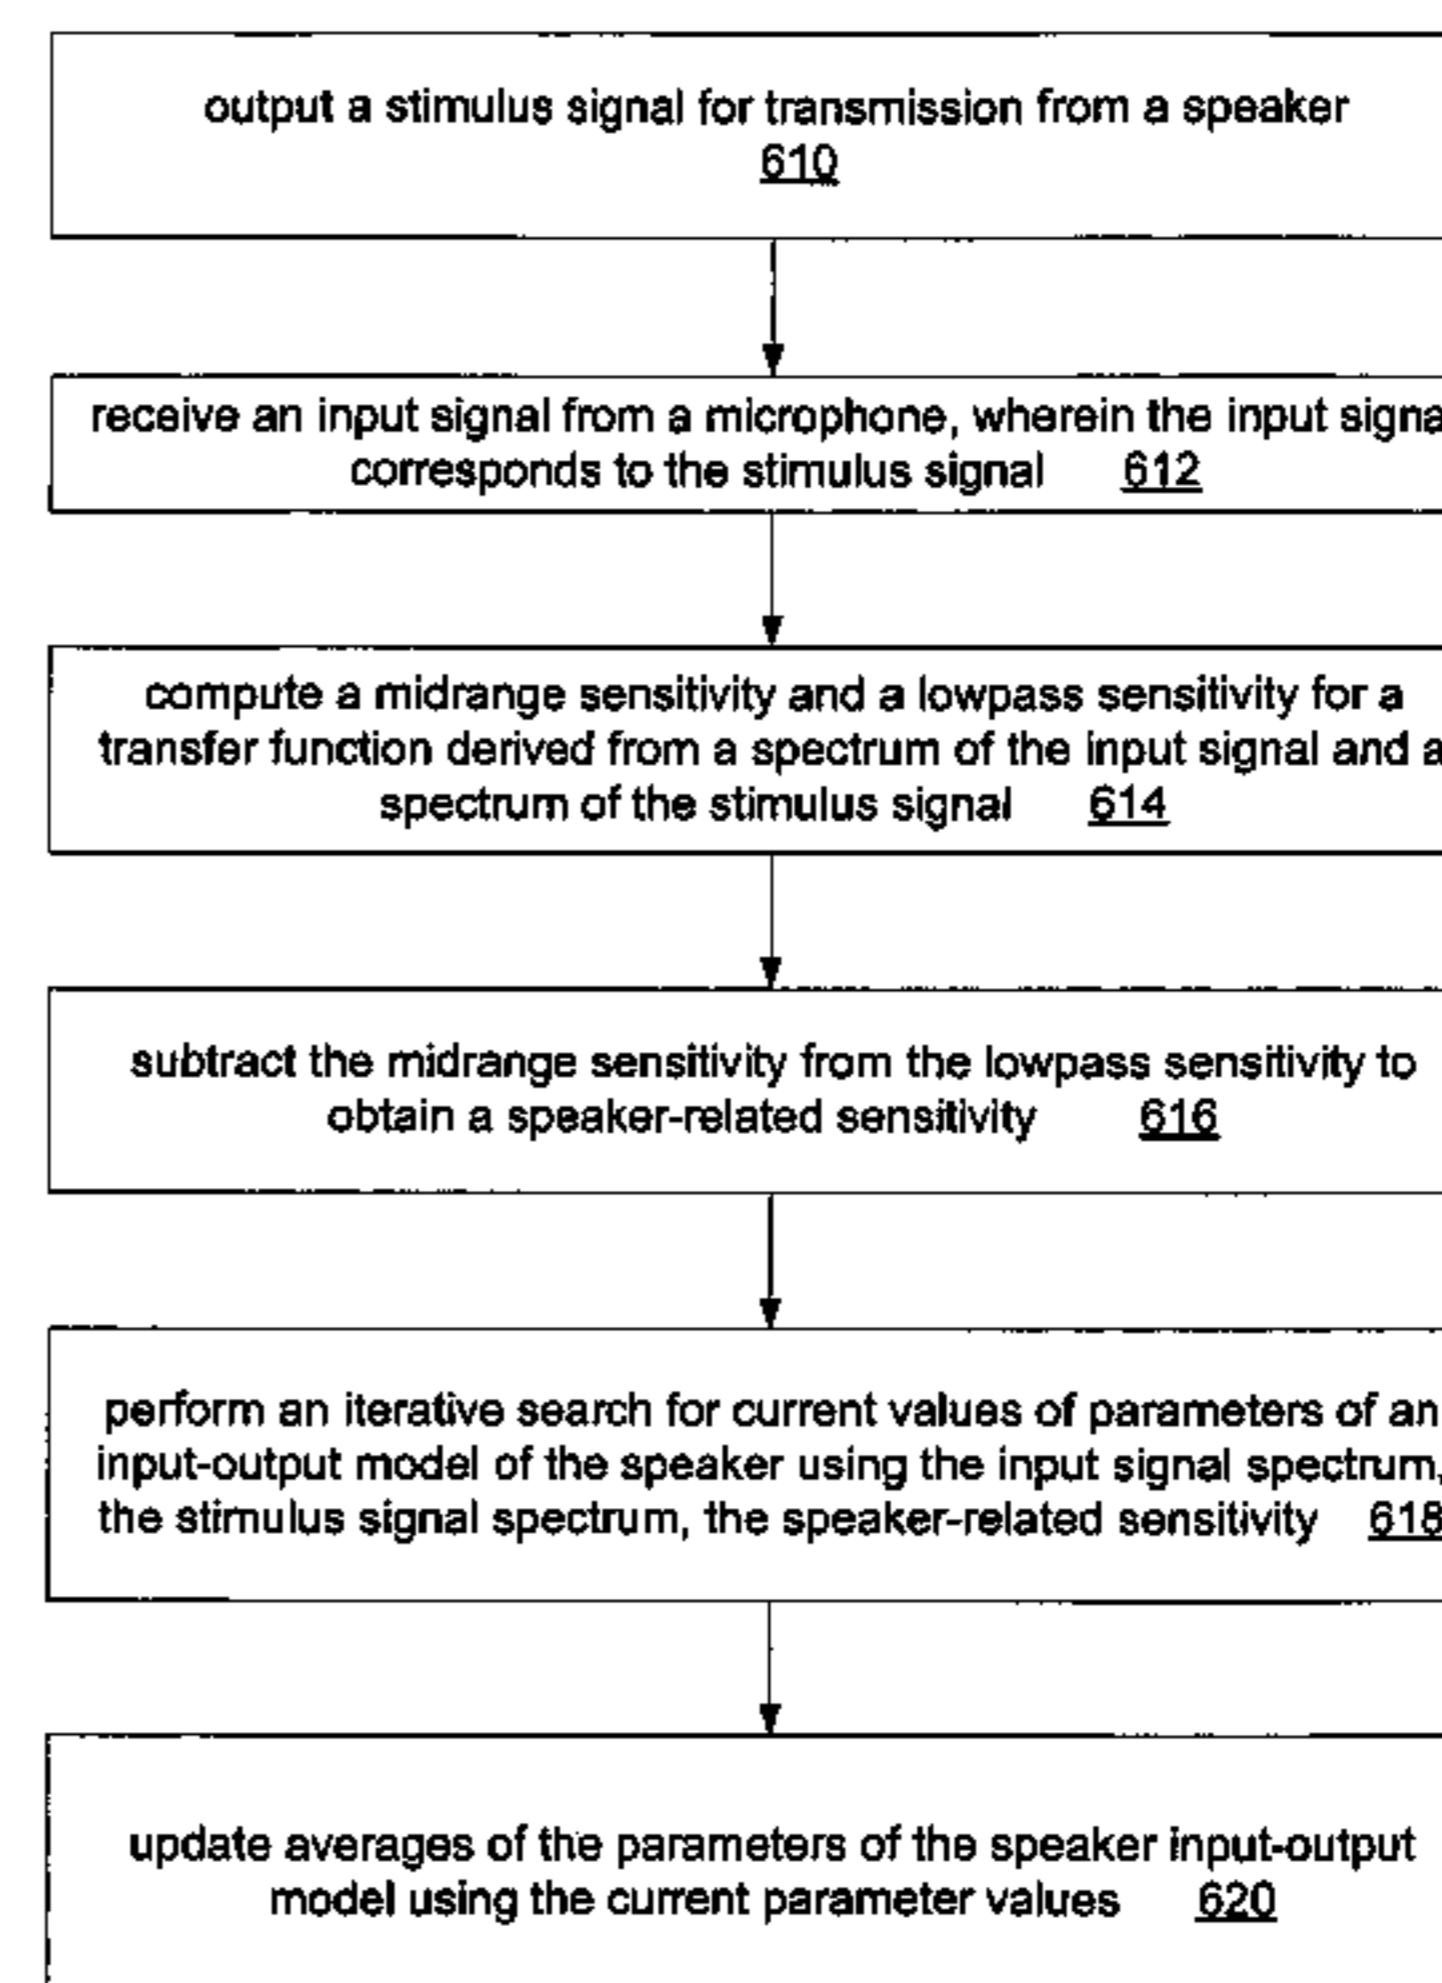 output a stimulus signal for transmission from a speaker
610
receive an input signal from a microphone, wherein the input signa
corresponds to the stimulus signal 612
compute a midrange sensitivity and a lowpass sensitivity for a
transfer function derived from a spectrum of the input signal and a
spectrum of the stimulus signal 614
subtract the midrange sensitivity from the lowpass sensitivity to
obtain a speaker-related sensitivity 616
perform an iterative search for current values of parameters of an
input-output model of the speaker using the input signal spectrum,
the stimulus signal spectrum, the speaker-related sensitivity 618
update averages of the parameters of the speaker input-output
model using the current parameter values 620